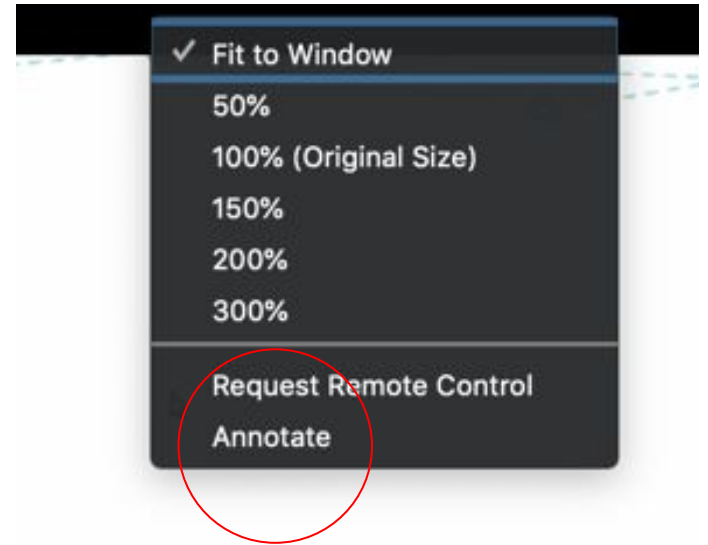 Fit to Window
50%
100% (Original Size)
150%
200%
300%
Request Remote Control
Annotate